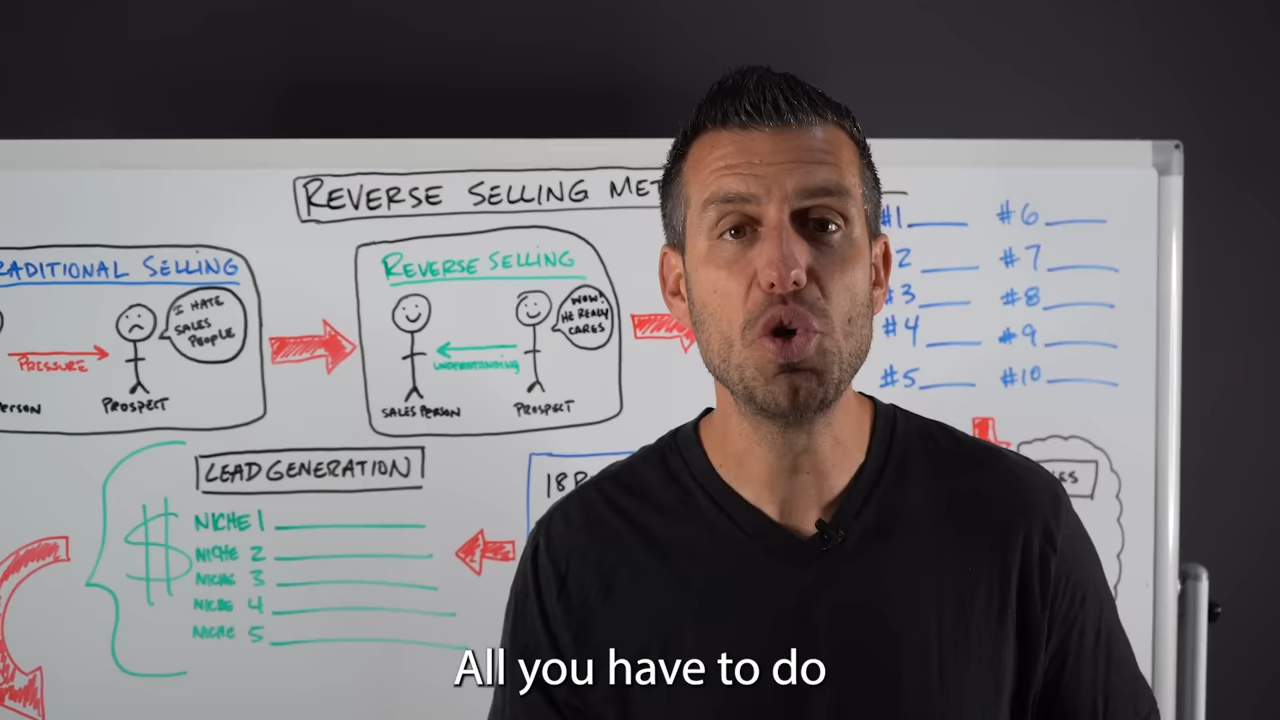 REVERSE SELLING
RADITIONAL SELLING
I HATE
SALES
PEOPLE
PRESSURE
PROSPECT
REVERSE SELLING
WOW!
HE REALLY
CARES
UNDERSTANDING
SALES PERSON
PROSPECT
#1
#6
2
#7
#3
#8
#4
#9
#5
#10
LEAD GENERATION
$
NICHE 1
NICHE 2
NICHE 3
NICHE 4
NICHE 5
18
All you have to do